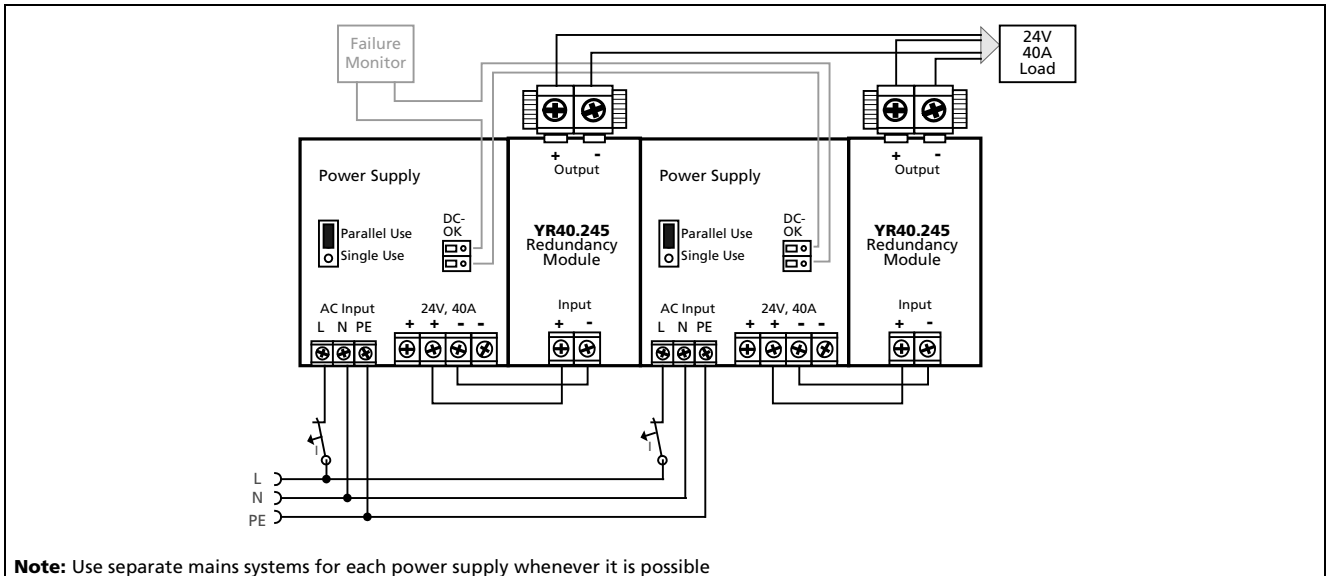 Failure
Monitor
24V
40A
Load
+ -
Output
+ -
Output
Power Supply
Parallel Use
Single Use
DC-
OK
YR40.245
Redundancy
Module
Power Supply
Parallel Use
Single Use
DC-
OK
YR40.245
Redundancy
Module
AC Input
L N PE
24V, 40A
+ + - -
Input
+ -
AC Input
L N PE
24V, 40A
+ + - -
Input
+ -
I
I
L
N
PE
Note: Use separate mains systems for each power supply whenever it is possible